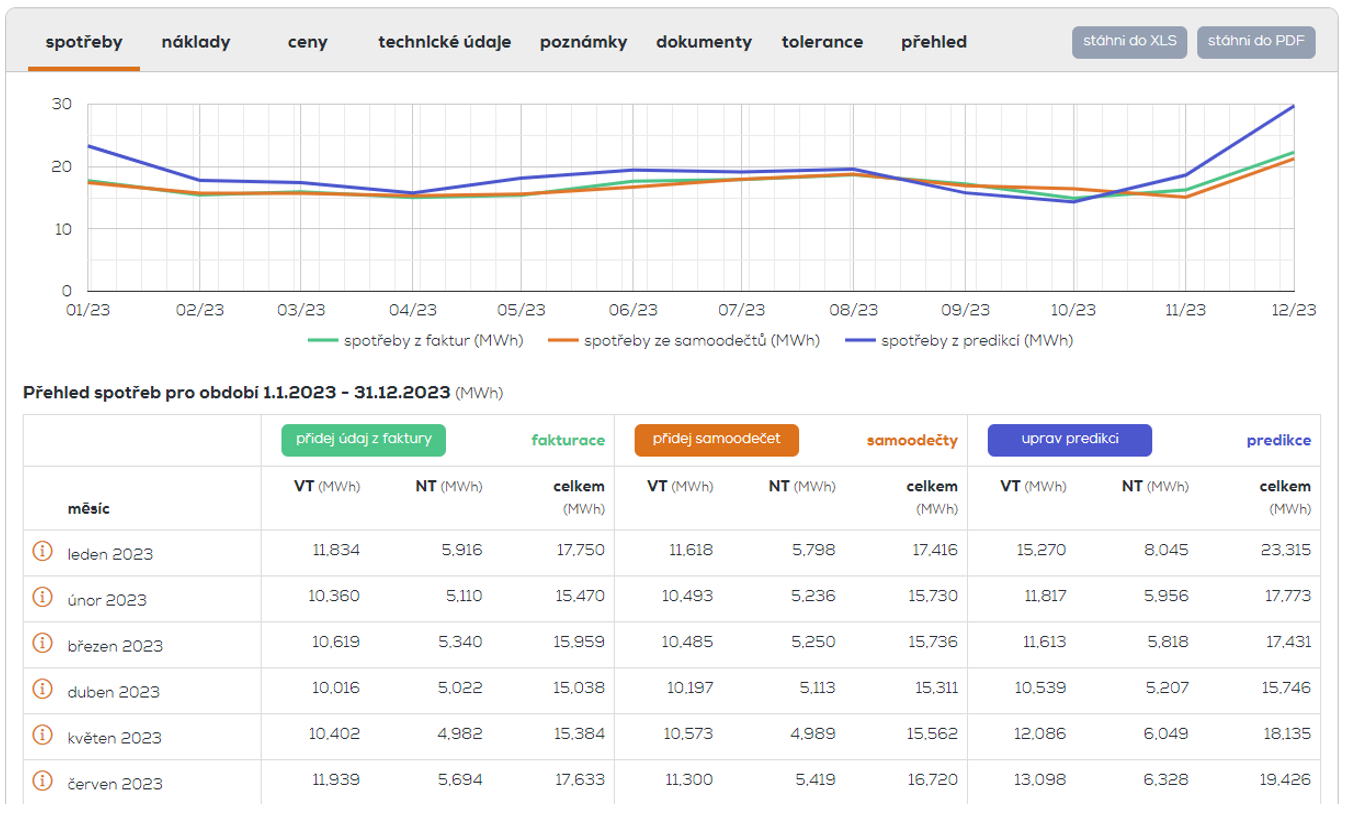 spotřeby náklady ceny technické údaje poznámky dokumenty tolerance přehled stáhni do XLS stáhni do PDF
30
20
10
0
01/23 02/23 03/23 04/23 05/23 06/23 07/23 08/23 09/23 10/23 11/23 12/23
spotřeby z faktur (MWh) spotřeby ze samoodečtů (MWh) spotřeby z predikcí (MWh)
Přehled spotřeb pro období 1.1.2023 - 31.12.2023 (MWh)
přidej údaj z faktury fakturace přidej samoodečet samoodečty uprav predikci predikce
měsíc VT (MWh) NT (MWh) celkem (MWh) VT (MWh) NT (MWh) celkem (MWh) VT (MWh) NT (MWh) celkem (MWh)
leden 2023 11,834 5,916 17,750 11,618 5,798 17,416 15,270 8,045 23,315
únor 2023 10,360 5,110 15,470 10,493 5,236 15,730 11,817 5,956 17,773
březen 2023 10,619 5,340 15,959 10,485 5,250 15,736 11,613 5,818 17,431
duben 2023 10,016 5,022 15,038 10,197 5,113 15,311 10,539 5,207 15,746
květen 2023 10,402 4,982 15,384 10,573 4,989 15,562 12,086 6,049 18,135
červen 2023 11,939 5,694 17,633 11,300 5,419 16,720 13,098 6,328 19,426